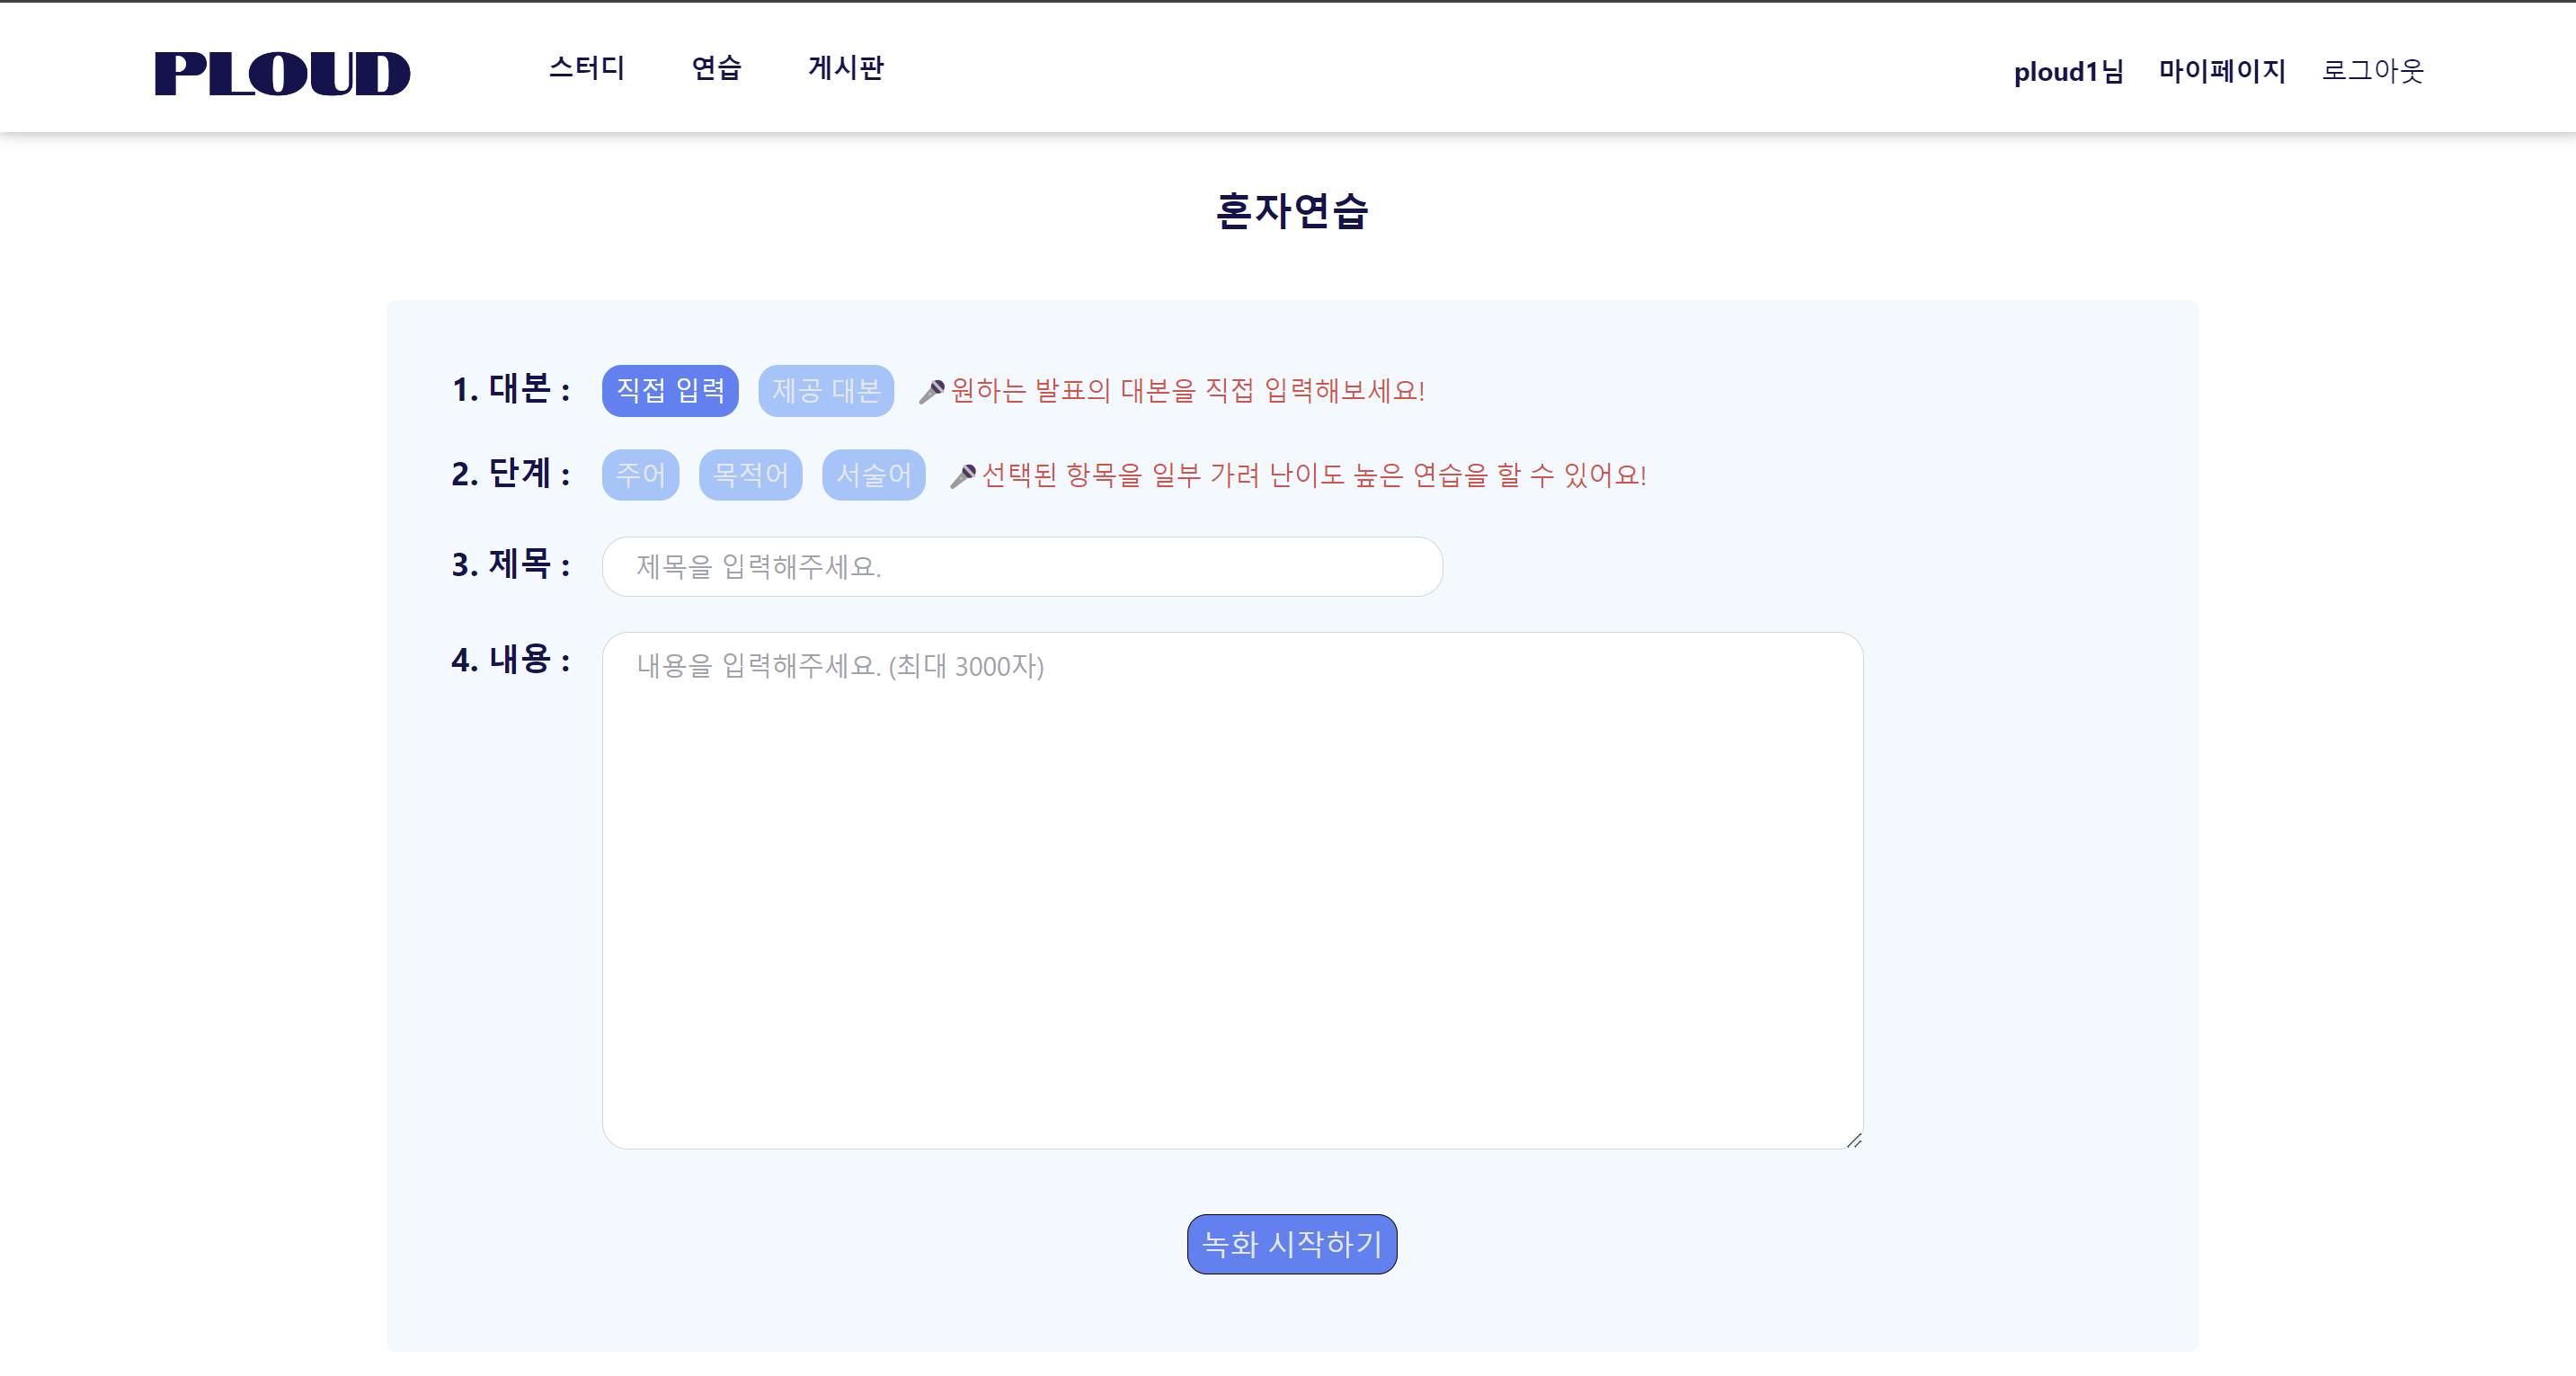 PLOUD 스터디 연습 게시판 ploud1님 마이페이지 로그아웃
혼자연습
1. 대본 : 직접 입력 제공 대본 🎤 원하는 발표의 대본을 직접 입력해보세요!
2. 단계 : 주어 목적어 서술어 🎤 선택된 항목을 일부 가려 난이도 높은 연습을 할 수 있어요!
3. 제목 : 제목을 입력해주세요.
4. 내용 : 내용을 입력해주세요. (최대 3000자)
녹화 시작하기